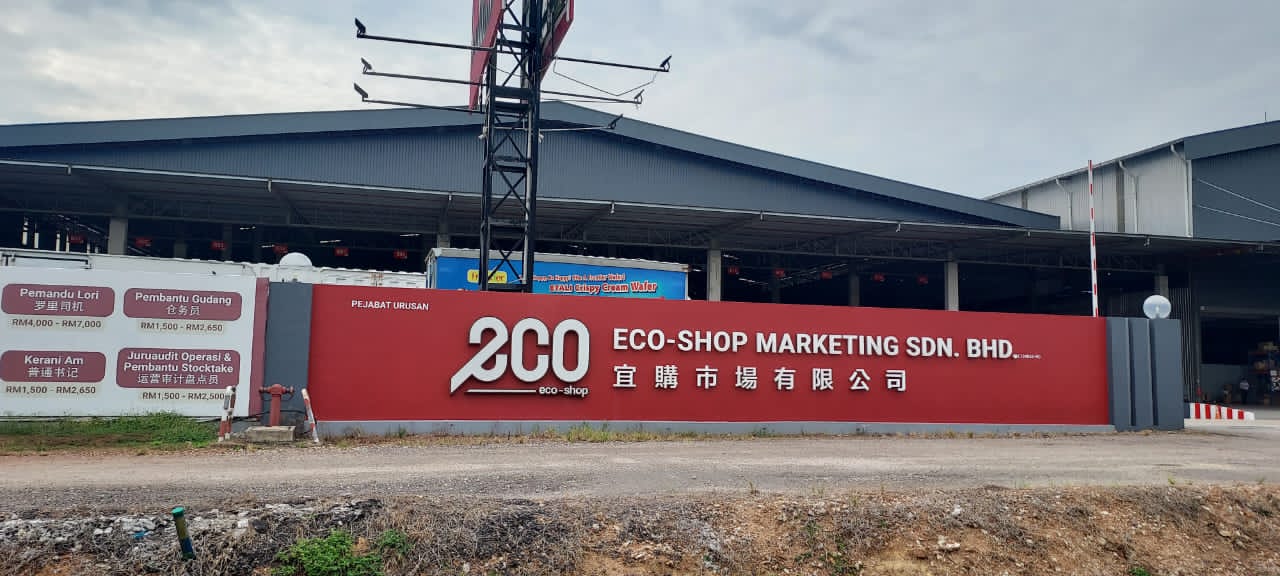 Pemandu Lori
罗里司机
RM4,000 - RM7,000
Pembantu Gudang
仓务员
RM1,500 - RM2,650
Kerani Am
普通书记
RM1,500 - RM2,650
Juruaudit Operasi &
Pembantu Stocktake
运营审计盘点员
RM1,500 - RM2,500
PEJABAT URUSAN
eco-shop
ECO-SHOP MARKETING SDN. BHD.
宜購市場有限公司
Crispy Cream Wafer